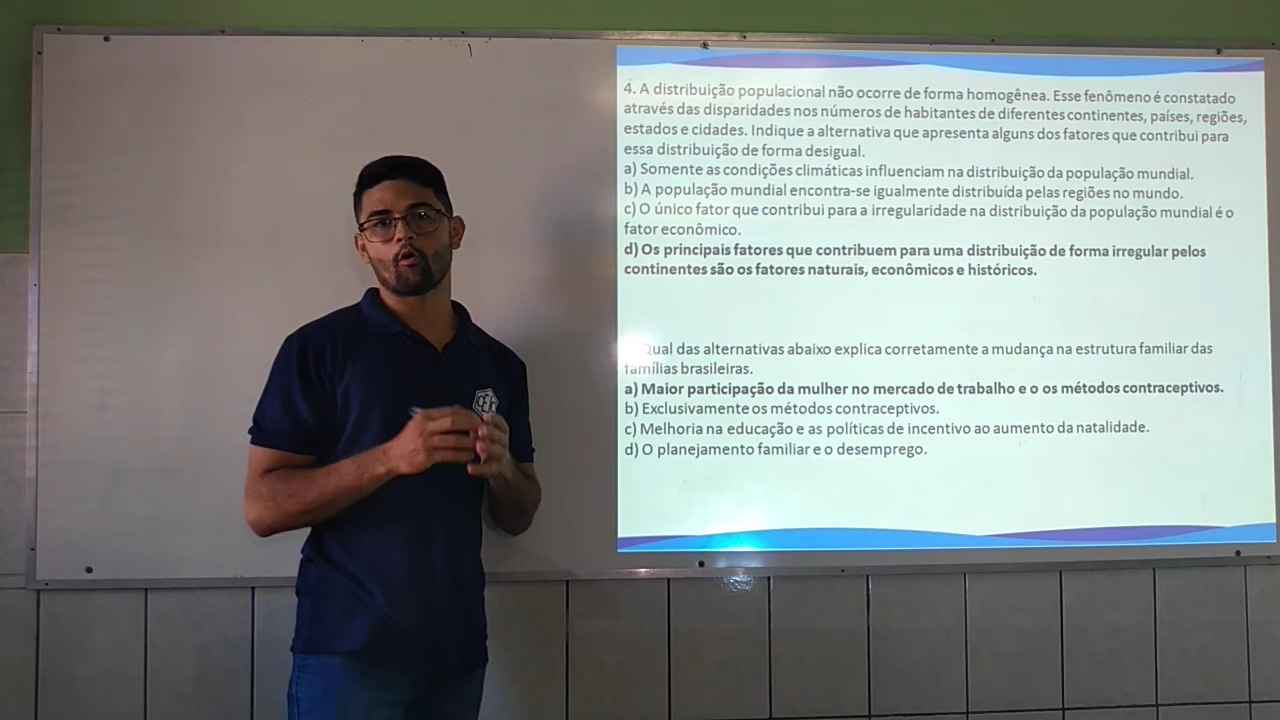 4. A distribuição populacional não ocorre de forma homogênea. Esse fenômeno é constatado
através das disparidades nos números de habitantes de diferentes continentes, países, regiões,
estados e cidades. Indique a alternativa que apresenta alguns dos fatores que contribui para
essa distribuição de forma desigual.
a) Somente as condições climáticas influenciam na distribuição da população mundial.
b) A população mundial encontra-se igualmente distribuída pelas regiões no mundo.
c) O único fator que contribui para a irregularidade na distribuição da população mundial é o
fator econômico.
d) Os principais fatores que contribuem para uma distribuição de forma irregular pelos
continentes são os fatores naturais, econômicos e históricos.
Qual das alternativas abaixo explica corretamente a mudança na estrutura familiar das
famílias brasileiras.
a) Maior participação da mulher no mercado de trabalho e o os métodos contraceptivos.
b) Exclusivamente os métodos contraceptivos.
c) Melhoria na educação e as políticas de incentivo ao aumento da natalidade.
d) O planejamento familiar e o desemprego.